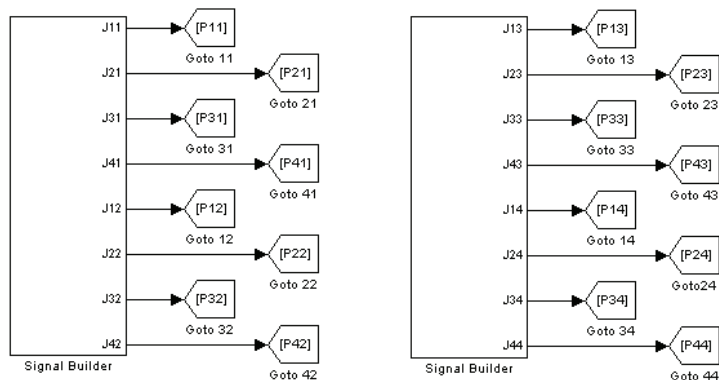 J11 [P11]
Goto 11
J21 [P21]
Goto 21
J31 [P31]
Goto 31
J41 [P41]
Goto 41
J12 [P12]
Goto 12
J22 [P22]
Goto 22
J32 [P32]
Goto 32
J42 [P42]
Goto 42
Signal Builder
J13 [P13]
Goto 13
J23 [P23]
Goto 23
J33 [P33]
Goto 33
J43 [P43]
Goto 43
J14 [P14]
Goto 14
J24 [P24]
Goto24
J34 [P34]
Goto 34
J44 [P44]
Goto 44
Signal Builder